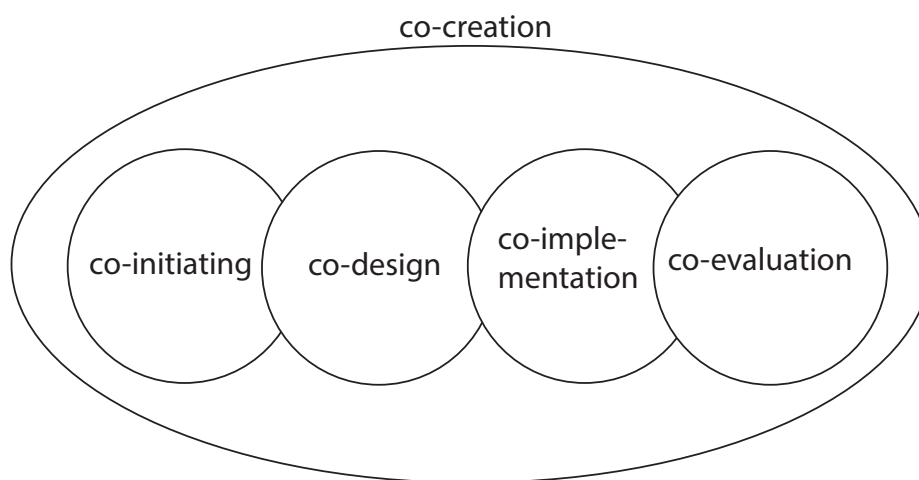 co-creation
co-initiating
co-design
co-imple-
mentation
co-evaluation